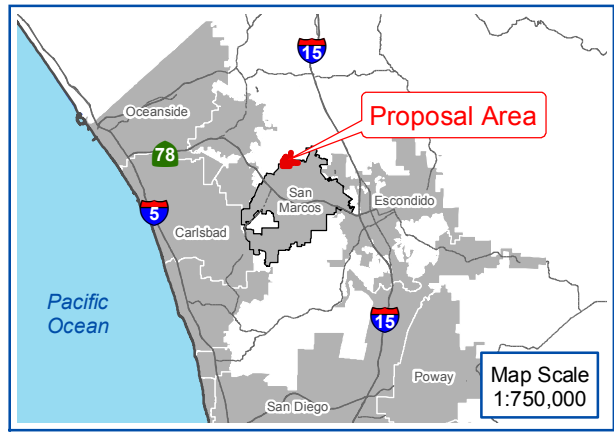 15
Oceanside
Proposal Area
78
San
Marcos
Escondido
5
Carlsbad
Pacific
Ocean
15
Poway
San Diego
Map Scale
1:750,000